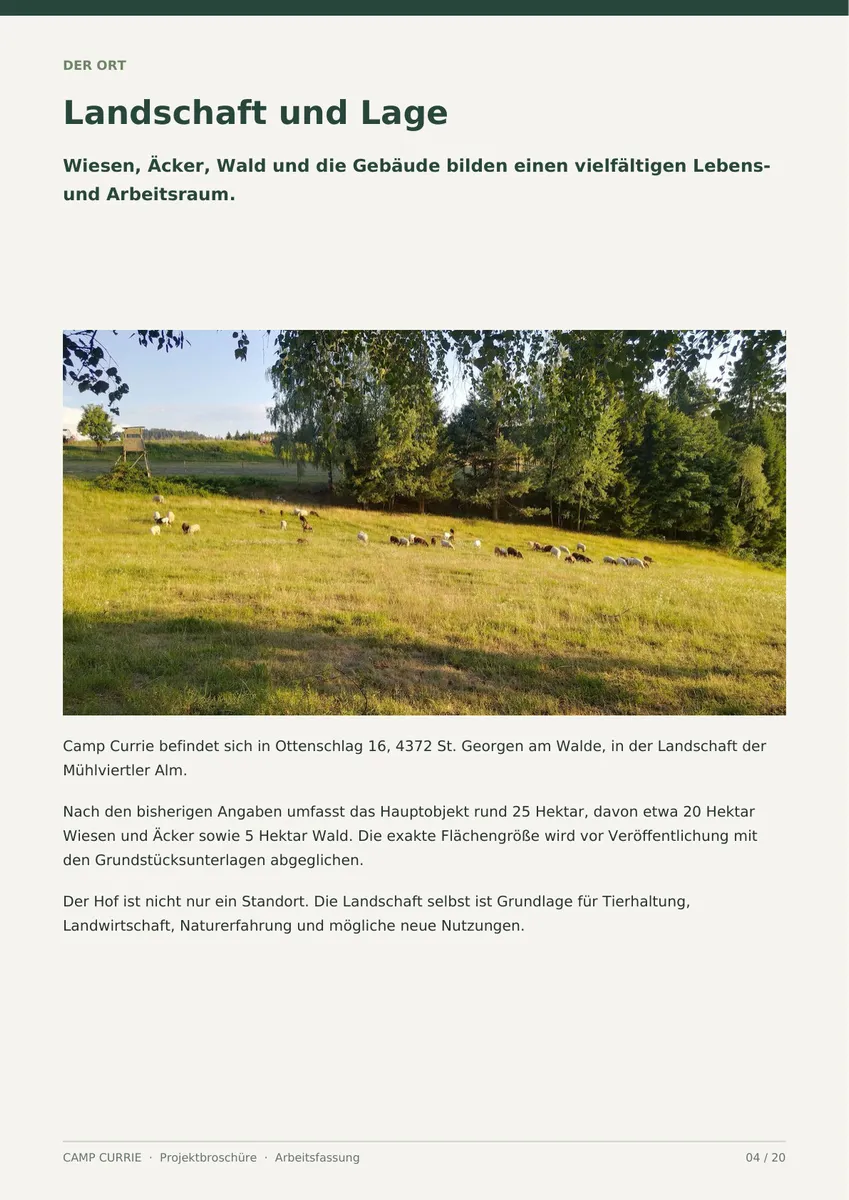 DER ORT
Landschaft und Lage
Wiesen, Äcker, Wald und die Gebäude bilden einen vielfältigen Lebens-
und Arbeitsraum.
Camp Currie befindet sich in Ottenschlag 16, 4372 St. Georgen am Walde, in der Landschaft der
Mühlviertler Alm.
Nach den bisherigen Angaben umfasst das Hauptobjekt rund 25 Hektar, davon etwa 20 Hektar
Wiesen und Äcker sowie 5 Hektar Wald. Die exakte Flächengröße wird vor Veröffentlichung mit
den Grundstücksunterlagen abgeglichen.
Der Hof ist nicht nur ein Standort. Die Landschaft selbst ist Grundlage für Tierhaltung,
Landwirtschaft, Naturerfahrung und mögliche neue Nutzungen.
CAMP CURRIE · Projektbroschüre · Arbeitsfassung
04 / 20